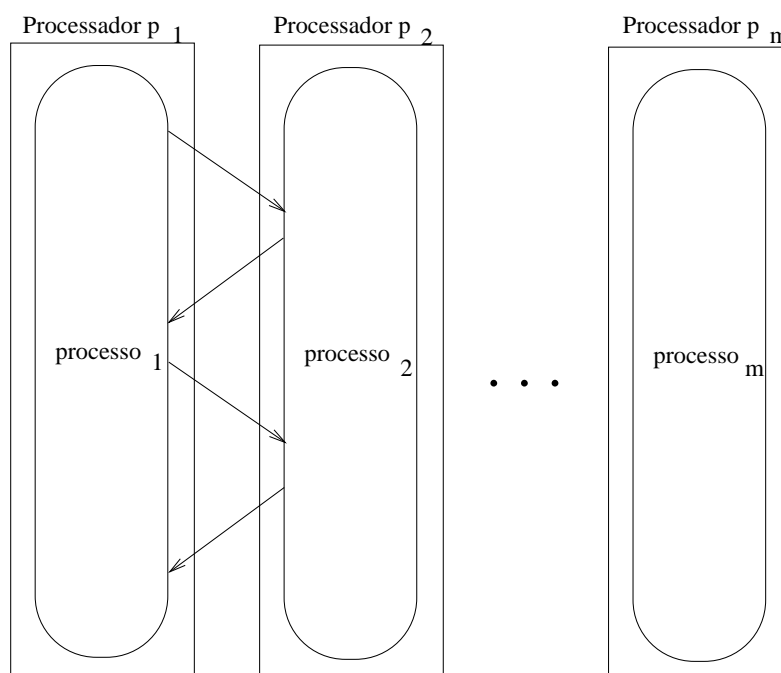 Processador p 1
Processador p 2
Processador p m
processo 1
processo 2
. . .
processo m